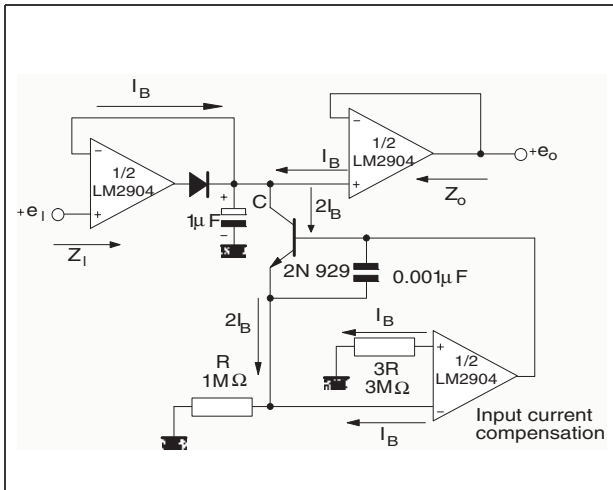 I_B
1/2
LM2904
+e_I
Z_I
+
−
1µF
C
2I_B
I_B
1/2
LM2904
+e_o
Z_o
2N 929
0.001µF
2I_B
R
1MΩ
I_B
3R
3MΩ
1/2
LM2904
I_B
Input current
compensation